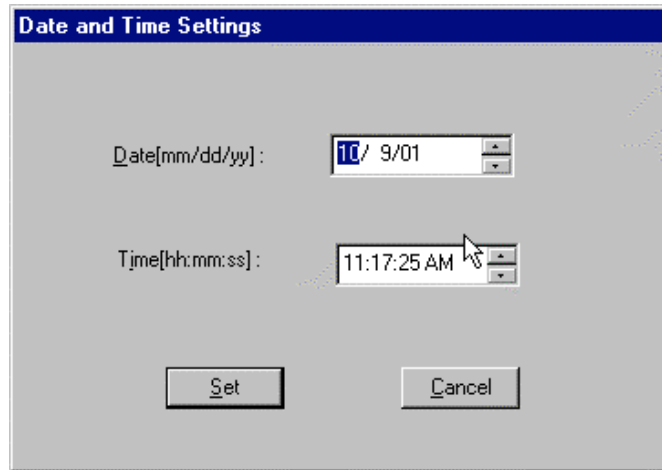 Date and Time Settings
Date[mm/dd/yy] : 10/ 9/01
Time[hh:mm:ss] : 11:17:25 AM
Set Cancel